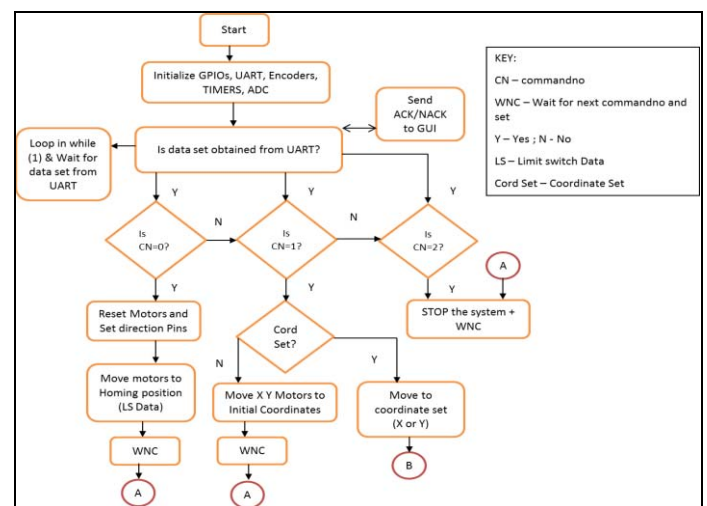 Start
Initialize GPIOs, UART, Encoders,
TIMERS, ADC
Send
ACK/NACK
to GUI
Loop in while
(1) & Wait for
data set from
UART
Is data set obtained from UART?
KEY:
CN – commandno
WNC – Wait for next commandno and
set
Y – Yes ; N - No
LS – Limit switch Data
Cord Set – Coordinate Set
Y
Y
Y
Is
CN=0?
N
Is
CN=1?
N
Is
CN=2?
A
Y
Y
Y
Reset Motors and
Set direction Pins
Cord
Set?
STOP the system +
WNC
N
Y
Move motors to
Homing position
(LS Data)
Move X Y Motors to
Initial Coordinates
Move to
coordinate set
(X or Y)
WNC
WNC
B
A
A